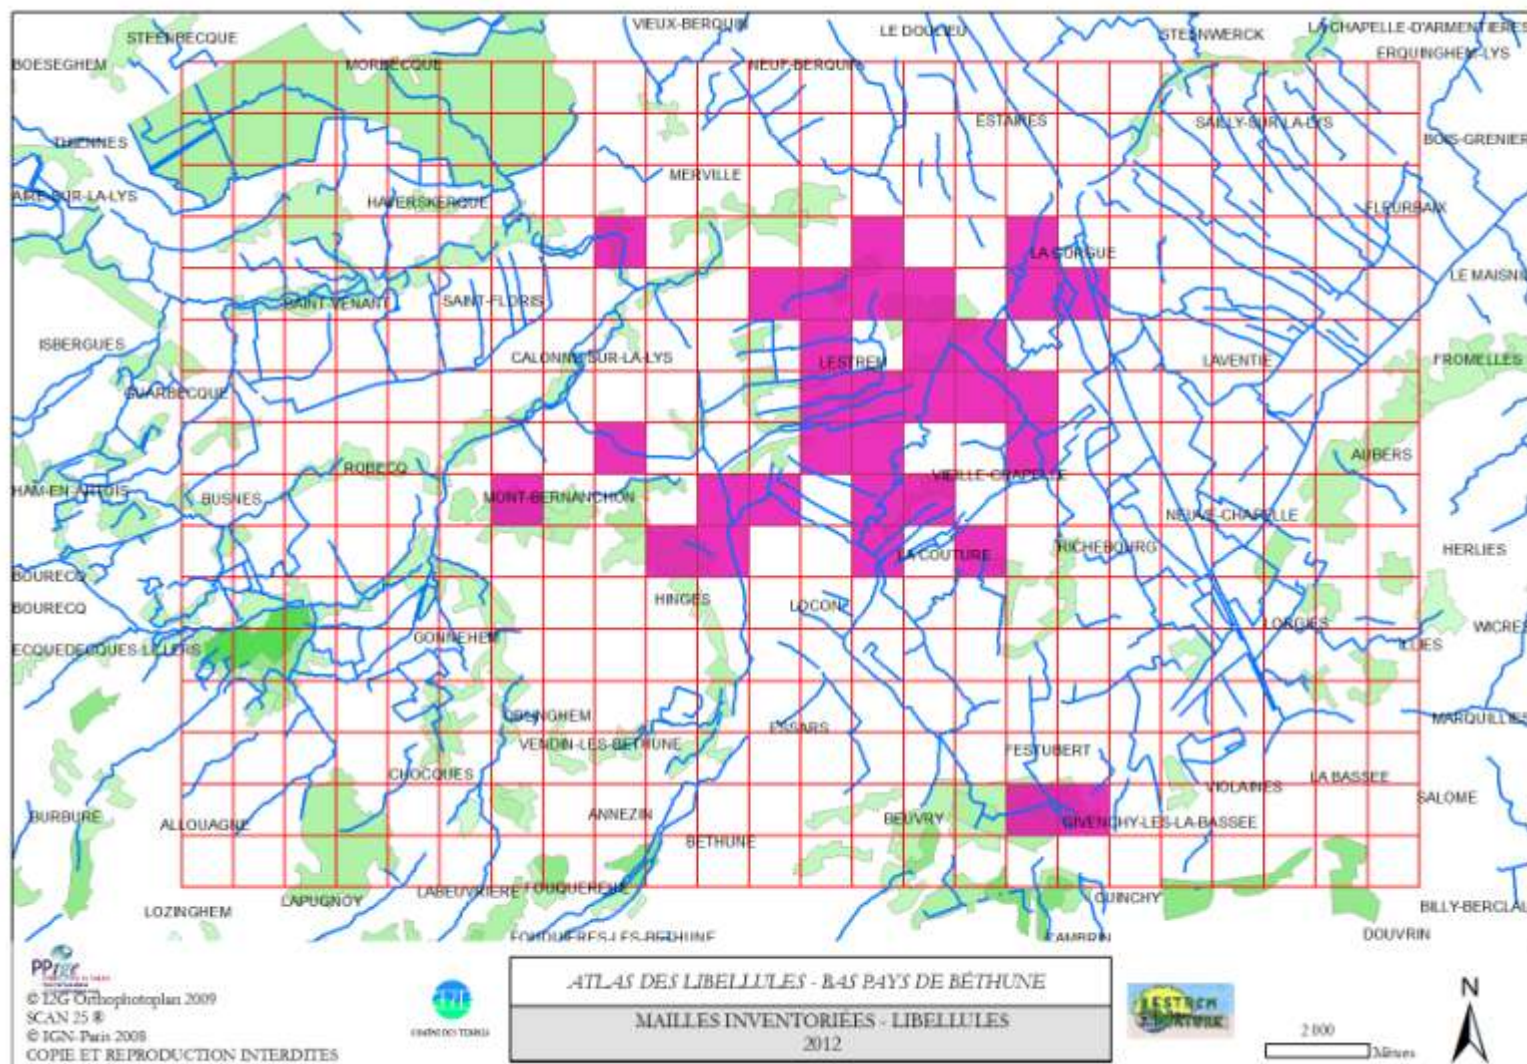 VIEUX-BERQUIN
LE DOULIEU
STEENWERCK
LA CHAPELLE-D'ARMENTIERES
STEENBECQUE
ERQUINGHEM-LYS
BOESEGHEM
MORBECQUE
NEUF-BERQUIN
ESTAIRES
SAILLY-SUR-LA-LYS
THIENNES
BOIS-GRENIER
MERVILLE
AIRE-SUR-LA-LYS
HAVERSKERQUE
FLEURBAIX
LA GORGUE
LE MAISNIL
SAINT-VENANT
SAINT-FLORIS
ISBERGUES
CALONNE-SUR-LA-LYS
LESTREM
LAVENTIE
FROMELLES
GUARBECQUE
AUBERS
ROBECQ
VIEILLE-CHAPELLE
HAM-EN-ARTOIS
BUSNES
MONT-BERNANCHON
NEUVE-CHAPELLE
RICHEBOURG
HERLIES
LA COUTURE
BOURECQ
HINGES
LOCON
BOURECQ
LORGIES
WICRES
GONNEHEM
ILLIES
ECQUEDECQUES-LILLERS
OBLINGHEM
MARQUILLIES
ESSARS
VENDIN-LES-BETHUNE
FESTUBERT
CHOCQUES
LA BASSEE
VIOLAINES
SALOME
BURBURE
ALLOUAGNE
ANNEZIN
BEUVRY
GIVENCHY-LES-LA-BASSEE
BETHUNE
LABEUVRIERE
FOUQUEREUIL
LAPUGNOY
CUINCHY
LOZINGHEM
BILLY-BERCLAU
FOUQUIERES-LES-BETHUNE
CAMBRIN
DOUVRIN
PPige
© I2G Orthophotoplan 2009
SCAN 25 ®
© IGN-Paris 2008
COPIE ET REPRODUCTION INTERDITES
ATLAS DES LIBELLULES - BAS PAYS DE BÉTHUNE
MAILLES INVENTORIÉES - LIBELLULES
2012
LESTREM
NATURE
2 000
Mètres
N